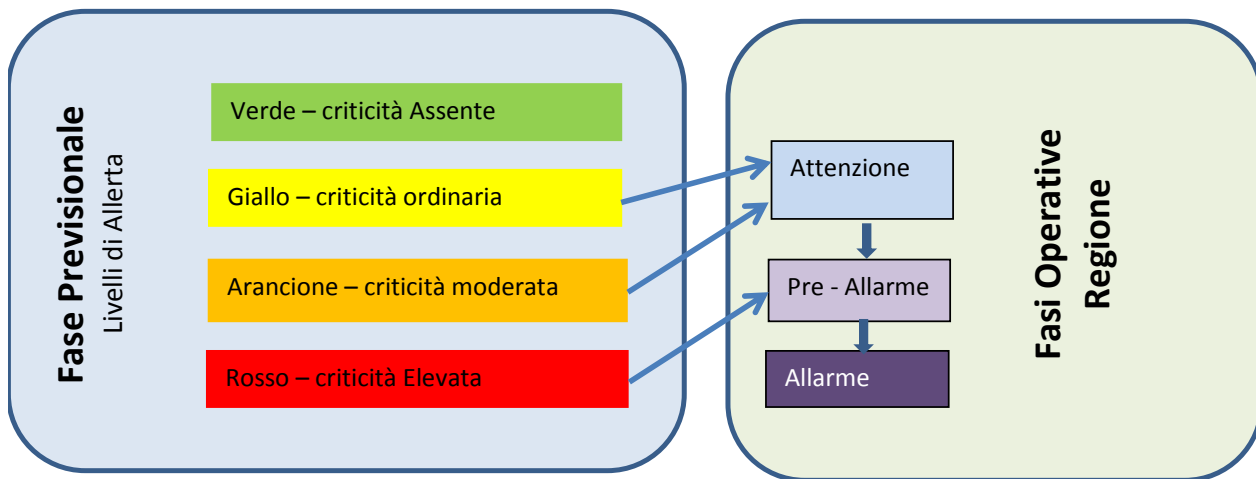 Fase Previsionale
Livelli di Allerta
Verde – criticità Assente
Giallo – criticità ordinaria
Arancione – criticità moderata
Rosso – criticità Elevata
Attenzione
Pre - Allarme
Allarme
Fasi Operative
Regione